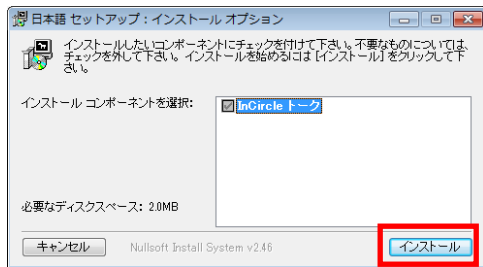 日本語 セットアップ：インストール オプション
インストールしたいコンポーネントにチェックを付けて下さい。不要なものについては、
チェックを外して下さい。 インストールを始めるには [インストール] をクリックして下
さい。
インストール コンポーネントを選択:
InCircle トーク
必要なディスクスペース: 2.0MB
キャンセル
Nullsoft Install System v2.46
インストール